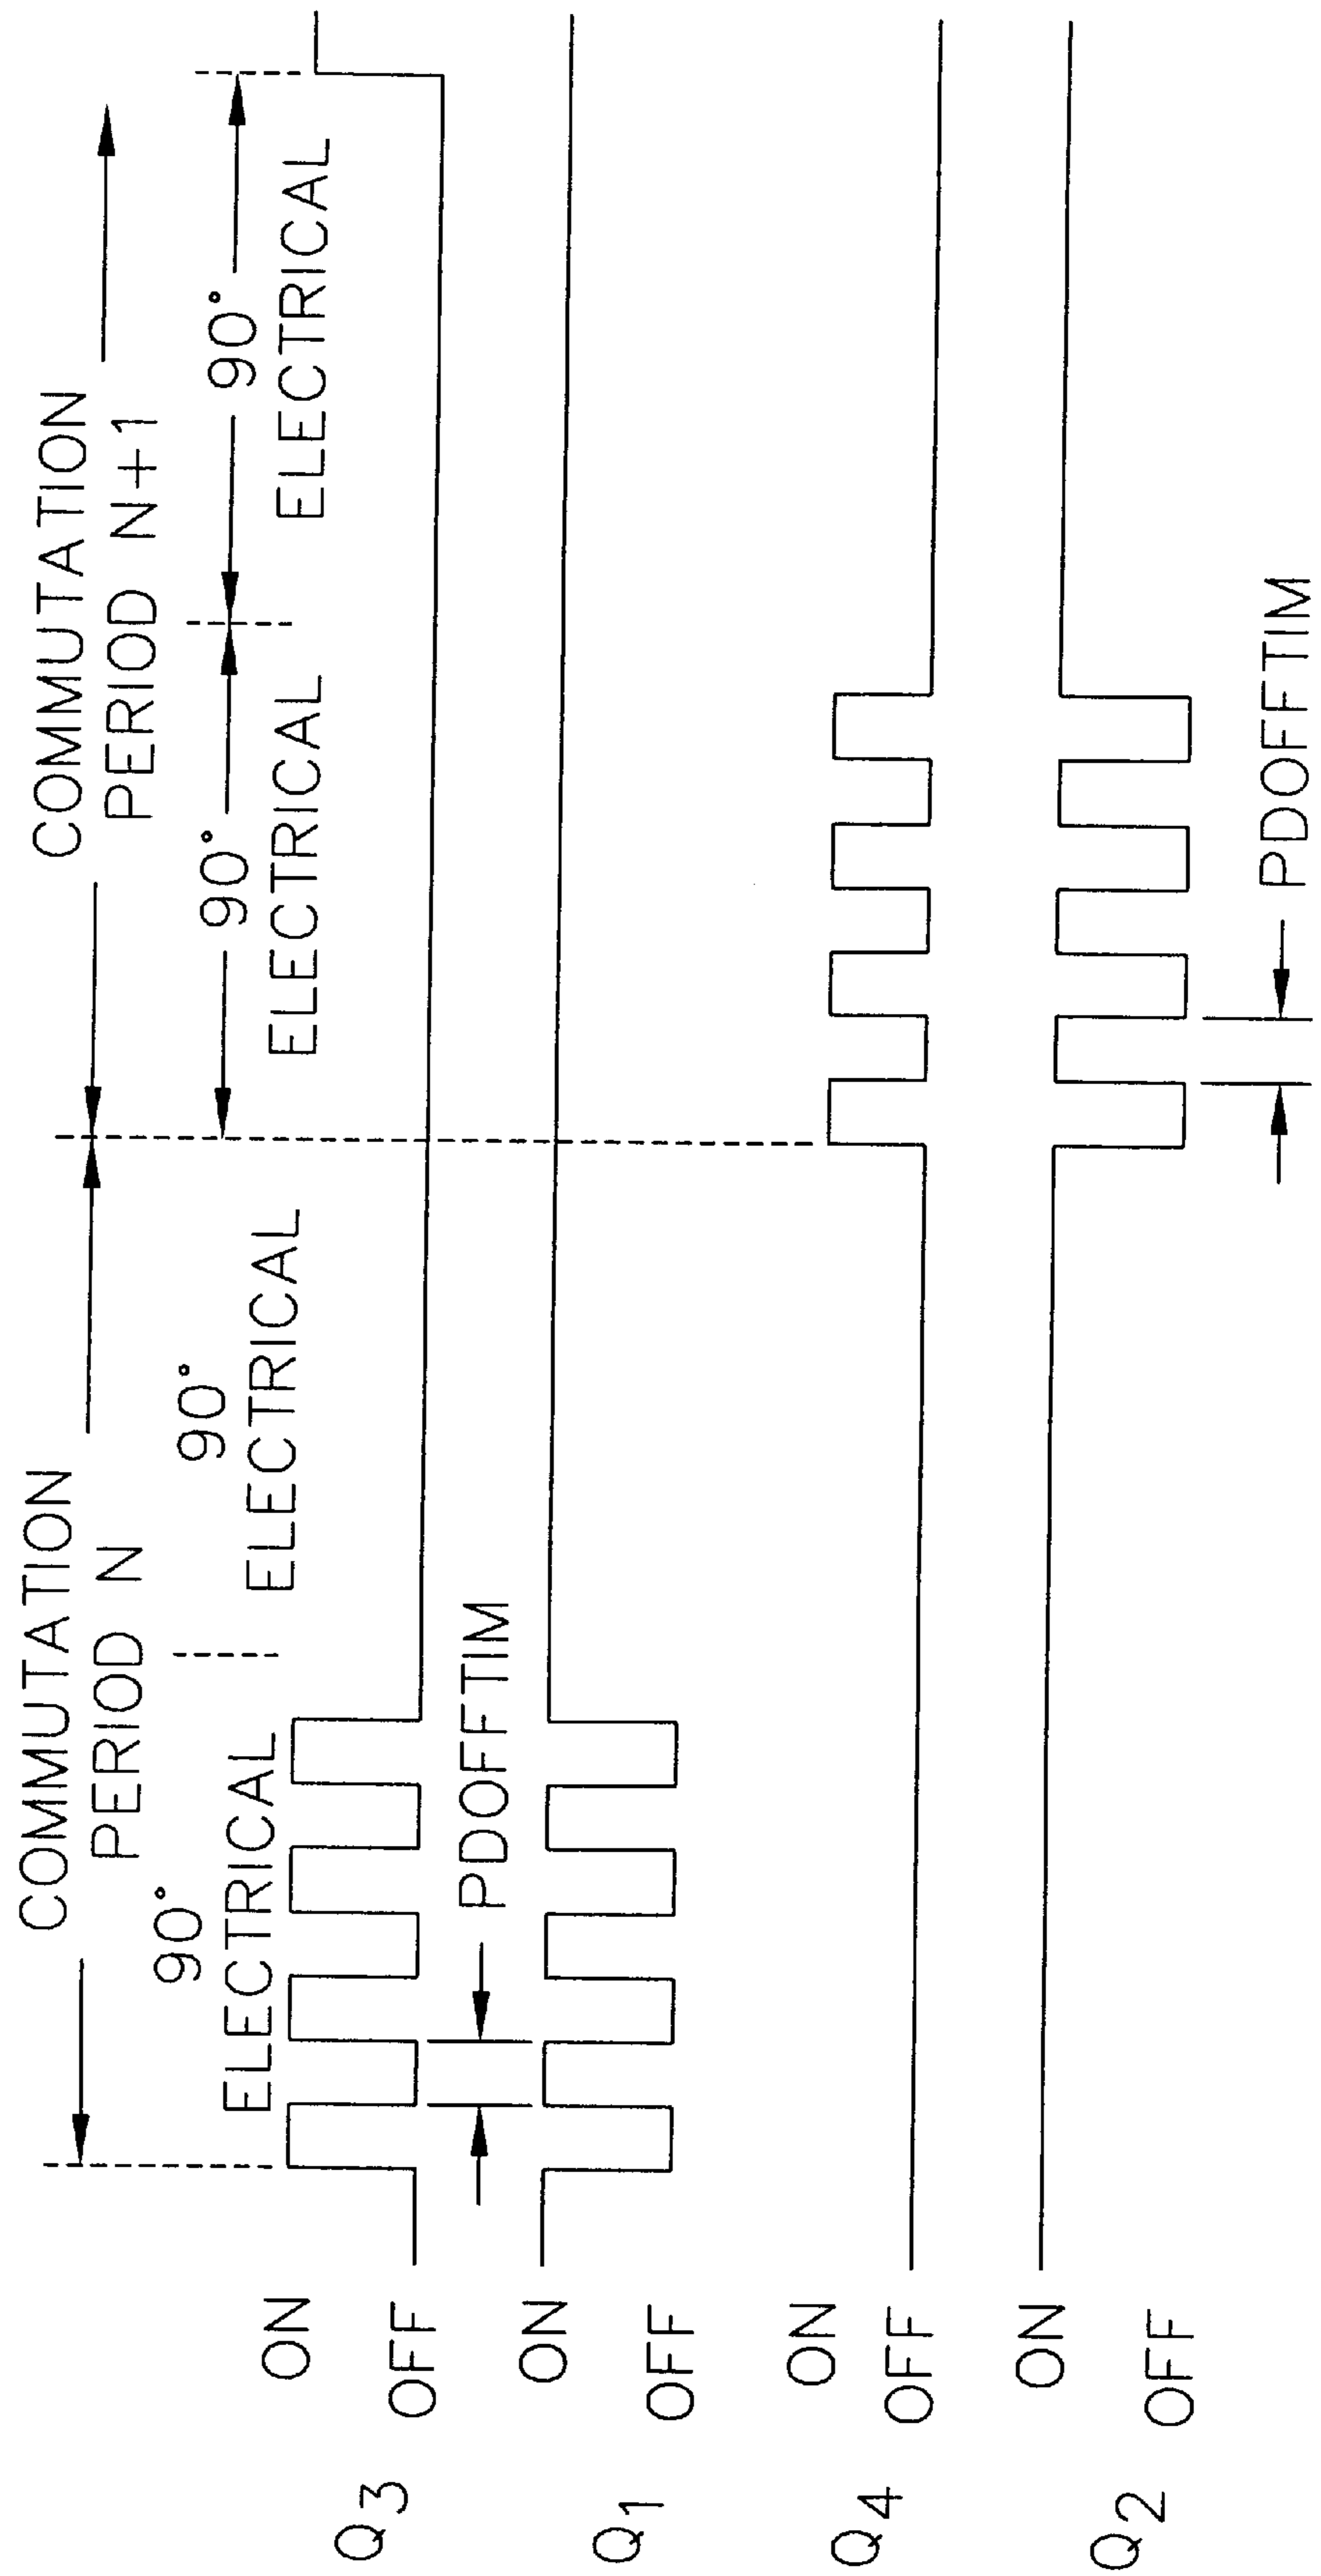 COMMUTATION
PERIOD N
COMMUTATION
PERIOD N+1
90°
ELECTRICAL
90°
ELECTRICAL
90°
ELECTRICAL
90°
ELECTRICAL
Q3
ON
OFF
PDOFFTIM
Q1
ON
OFF
Q4
ON
OFF
Q2
ON
OFF
PDOFFTIM